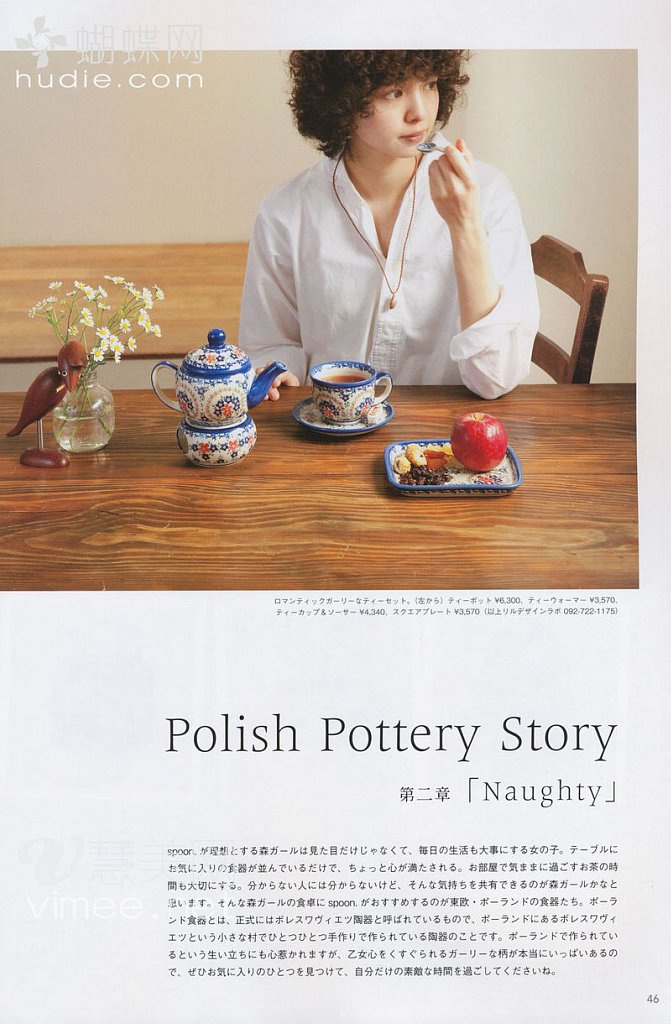 蝴蝶网
hudie.com
ロマンティックガーリーなティーセット。(左から) ティーポット ¥6,300、ティーウォーマー ¥3,570、
ティーカップ＆ソーサー ¥4,340、スクエアプレート ¥3,570 (以上リルデザインラボ 092-722-1175)
Polish Pottery Story
第二章「Naughty」
spoon. が理想とする森ガールは見た目だけじゃなくて、毎日の生活も大事にする女の子。テーブルに
お気に入りの食器が並んでいるだけで、ちょっと心が満たされる。お部屋で気ままに過ごすお茶の時
間も大切にする。分からない人には分からないけど、そんな気持ちを共有できるのが森ガールかなと
思います。そんな森ガールの食卓に spoon. がおすすめするのが東欧・ポーランドの食器たち。ポーラ
ンド食器とは、正式にはボレスワヴィエツ陶器と呼ばれているもので、ポーランドにあるボレスワヴィ
エツという小さな村でひとつひとつ手作りで作られている陶器のことです。ポーランドで作られてい
るという生い立ちにも心惹かれますが、乙女心をくすぐられるガーリーな柄が本当にいっぱいあるの
で、ぜひお気に入りのひとつを見つけて、自分だけの素敵な時間を過ごしてくださいね。
vimee.
46